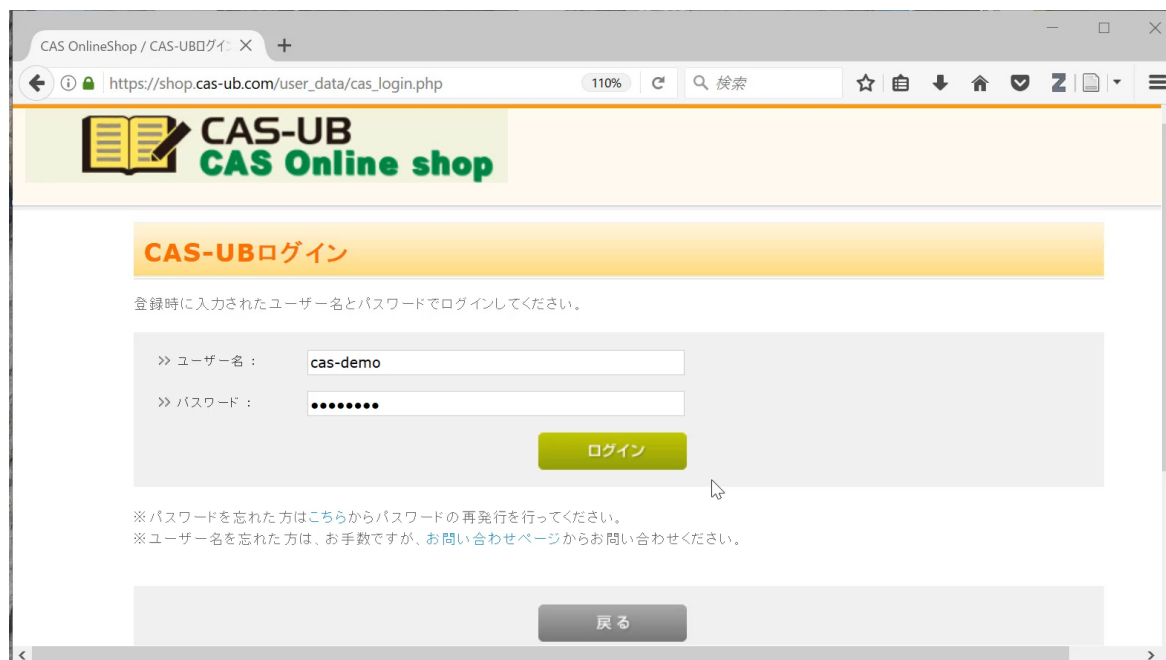 CAS OnlineShop / CAS-UBログイ
https://shop.cas-ub.com/user_data/cas_login.php
110%
検索
CAS-UB
CAS Online shop
CAS-UBログイン
登録時に入力されたユーザー名とパスワードでログインしてください。
>> ユーザー名 :
cas-demo
>> パスワード :
••••••••
ログイン
※パスワードを忘れた方はこちらからパスワードの再発行を行ってください。
※ユーザー名を忘れた方は、お手数ですが、お問い合わせページからお問い合わせください。
戻る